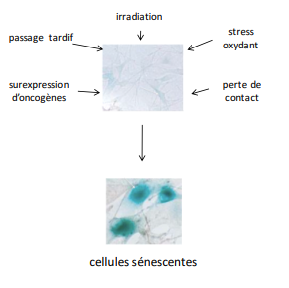 irradiation
passage tardif
stress
oxydant
surexpression
d'oncogènes
perte de
contact
cellules sénescentes